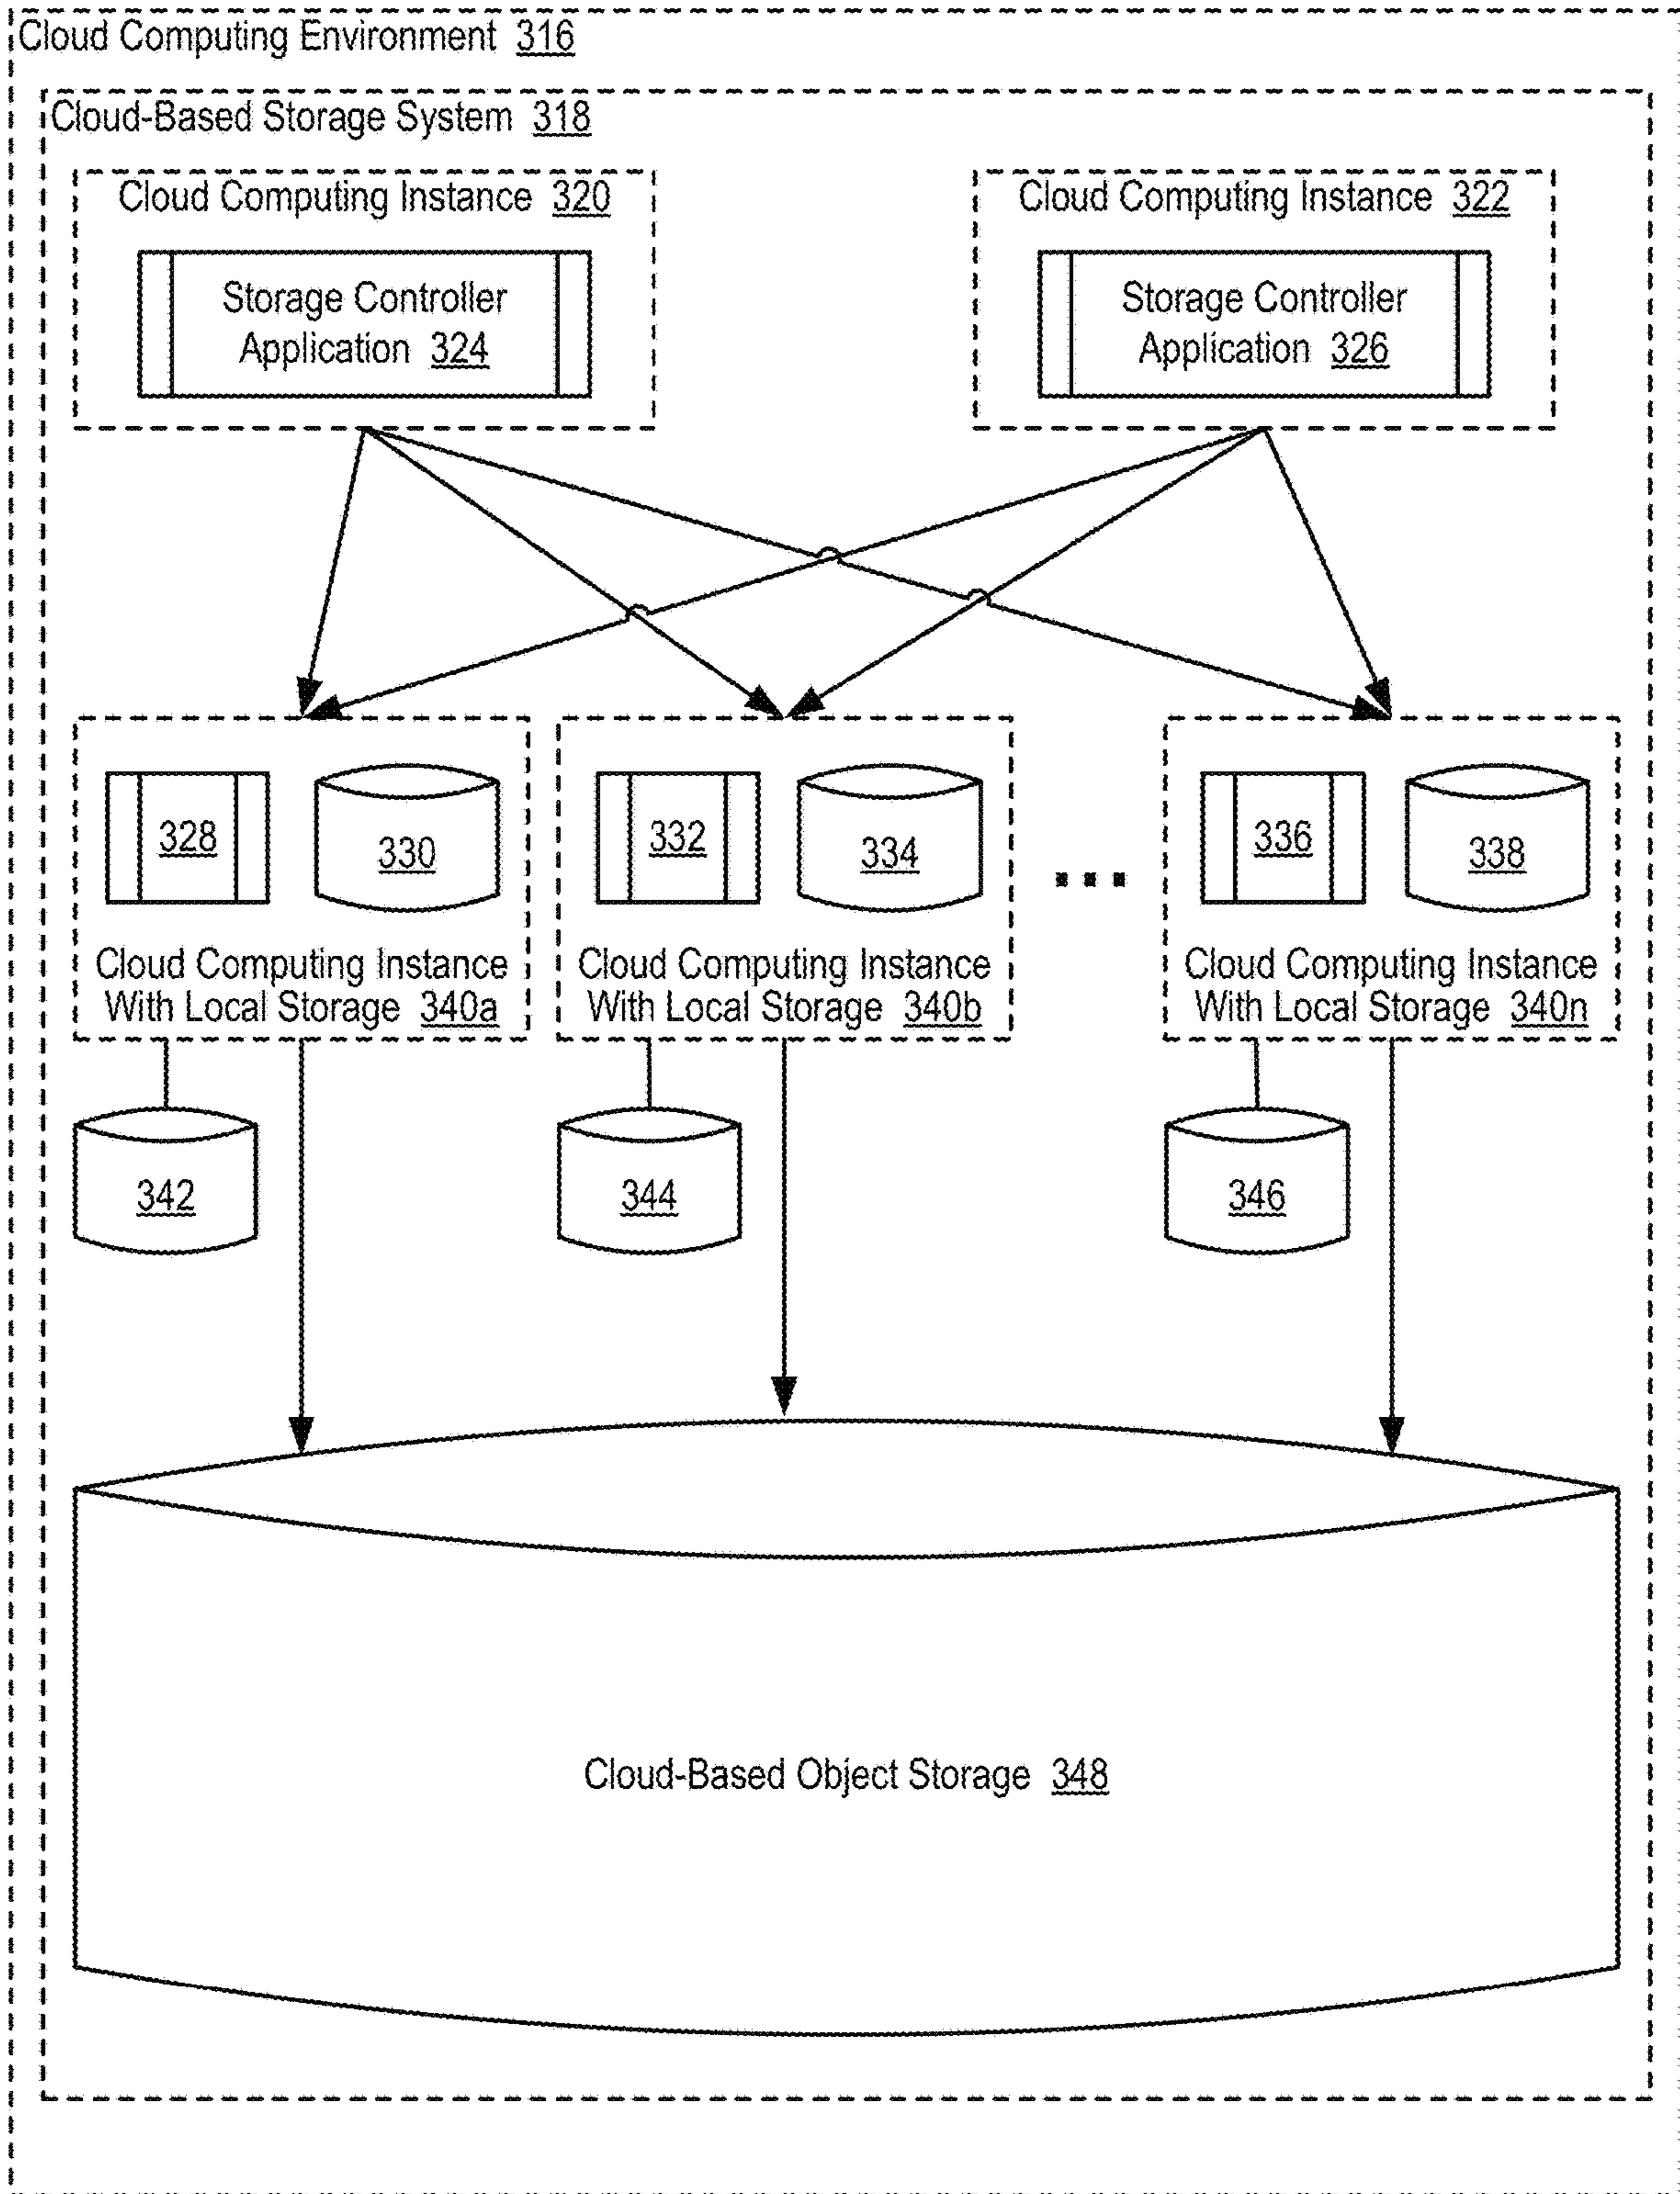 Cloud Computing Environment 316
Cloud-Based Storage System 318
Cloud Computing Instance 320
Storage Controller
Application 324
Cloud Computing Instance 322
Storage Controller
Application 326
328
330
Cloud Computing Instance
With Local Storage 340a
332
334
Cloud Computing Instance
With Local Storage 340b
...
336
338
Cloud Computing Instance
With Local Storage 340n
342
344
346
Cloud-Based Object Storage 348